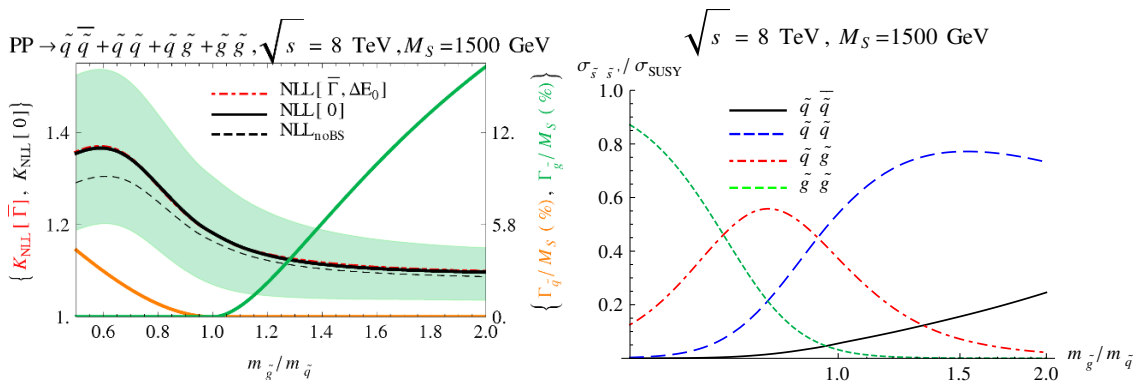 PP → q̃ q̃̅ + q̃ q̃ + q̃ g̃ + g̃ g̃ , √s = 8 TeV , M_S = 1500 GeV
NLL[Γ̅, ΔE₀]
NLL[0]
NLL_noBS
{ K_NLL[Γ̅] , K_NLL[0] }
1.4
1.2
1.
12.
5.8
0.
{ Γ_q̃/M_S (%) , Γ_g̃/M_S (%) }
0.6 0.8 1.0 1.2 1.4 1.6 1.8 2.0
m_g̃/m_q̃
√s = 8 TeV, M_S = 1500 GeV
σ_s̃ s̃'/σ_SUSY
q̃ q̃̅
q̃ q̃
q̃ g̃
g̃ g̃
1.0
0.8
0.6
0.4
0.2
1.0 1.5 2.0
m_g̃/m_q̃